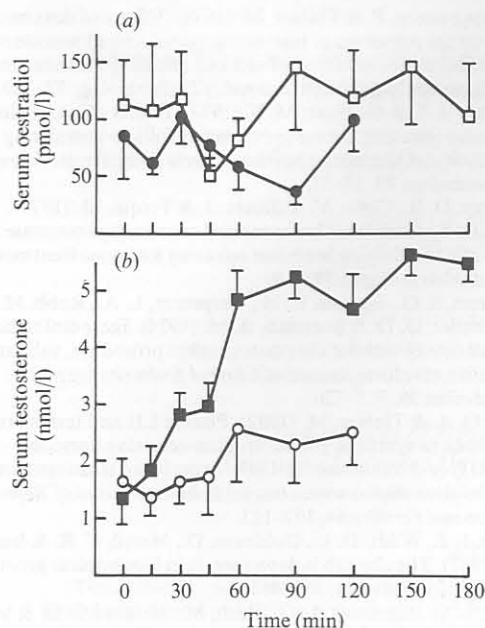 (a)
150
100
50
Serum oestradiol
(pmol/l)
(b)
5
4
3
2
1
Serum testosterone
(nmol/l)
0 30 60 90 120 150 180
Time (min)